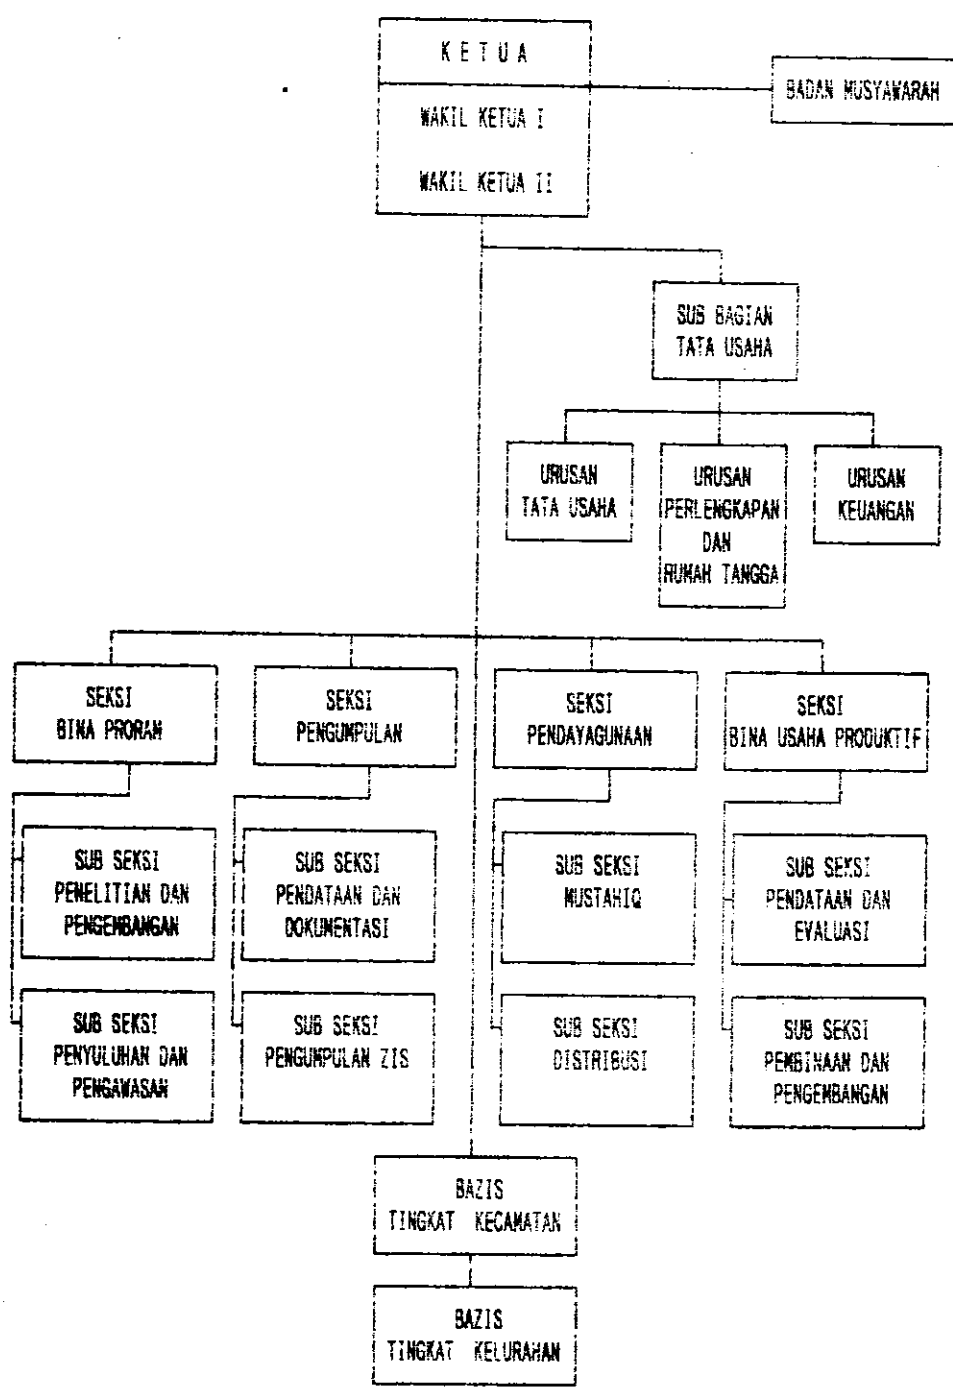 K E T U A
BADAN MUSYAWARAH
WAKIL KETUA I
WAKIL KETUA II
SUB BAGIAN
TATA USAHA
URUSAN
TATA USAHA
URUSAN
PERLENGKAPAN
DAN
RUMAH TANGGA
URUSAN
KEUANGAN
SEKSI
BINA PRORAM
SEKSI
PENGUMPULAN
SEKSI
PENDAYAGUNAAN
SEKSI
BINA USAHA PRODUKTIF
SUB SEKSI
PENELITIAN DAN
PENGEMBANGAN
SUB SEKSI
PENDATAAN DAN
DOKUMENTASI
SUB SEKSI
MUSTAHIQ
SUB SEKSI
PENDATAAN DAN
EVALUASI
SUB SEKSI
PENYULUHAN DAN
PENGAWASAN
SUB SEKSI
PENGUMPULAN ZIS
SUB SEKSI
DISTRIBUSI
SUB SEKSI
PEMBINAAN DAN
PENGEMBANGAN
BAZIS
TINGKAT KECAMATAN
BAZIS
TINGKAT KELURAHAN